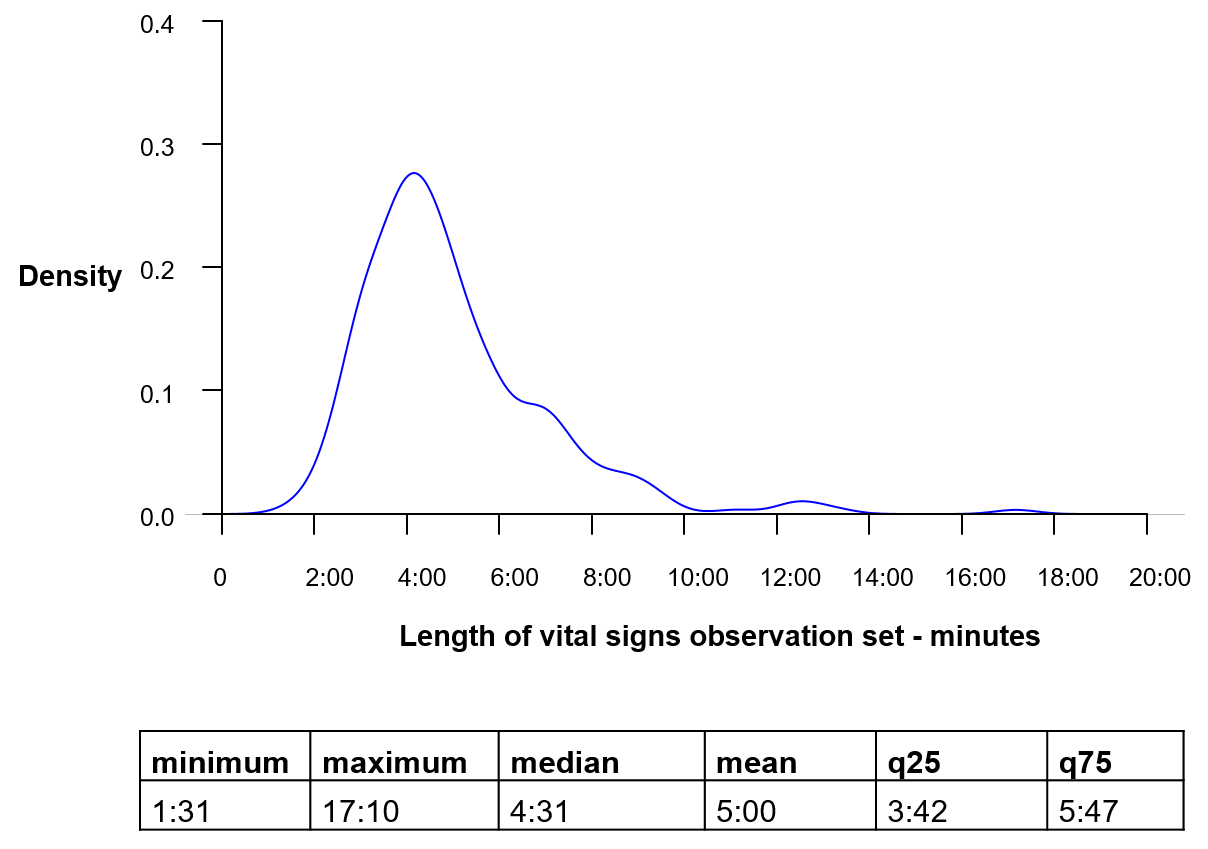 0.4
0.3
0.2
Density
0.1
0.0
0 2:00 4:00 6:00 8:00 10:00 12:00 14:00 16:00 18:00 20:00
Length of vital signs observation set - minutes
minimum maximum median mean q25 q75
1:31 17:10 4:31 5:00 3:42 5:47